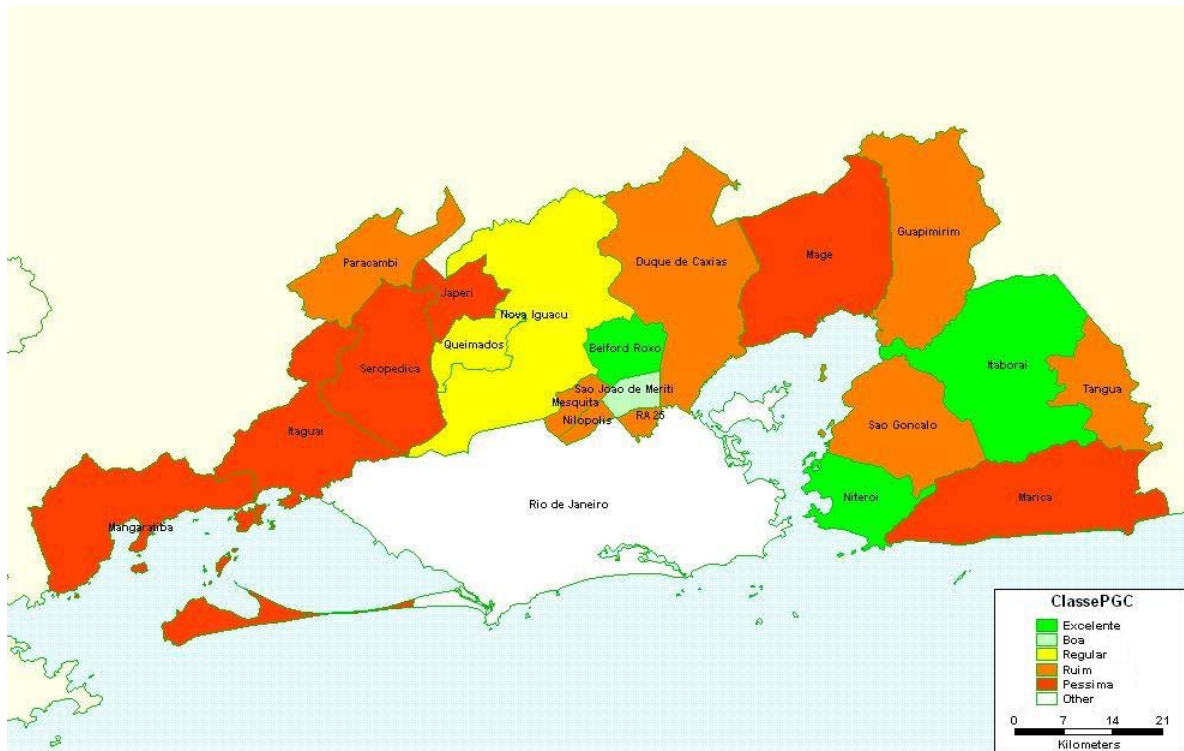 Guapimirim
Mage
Duque de Caxias
Paracambi
Japeri
Nova Iguacu
Queimados
Belford Roxo
Seropedica
Itaborai
Sao Joao de Meriti
Tangua
Mesquita
RA 25
Nilopolis
Sao Goncalo
Itaguai
Niteroi
Marica
Rio de Janeiro
Mangaratiba
ClassePGC
Excelente
Boa
Regular
Ruim
Pessima
Other
0 7 14 21
Kilometers